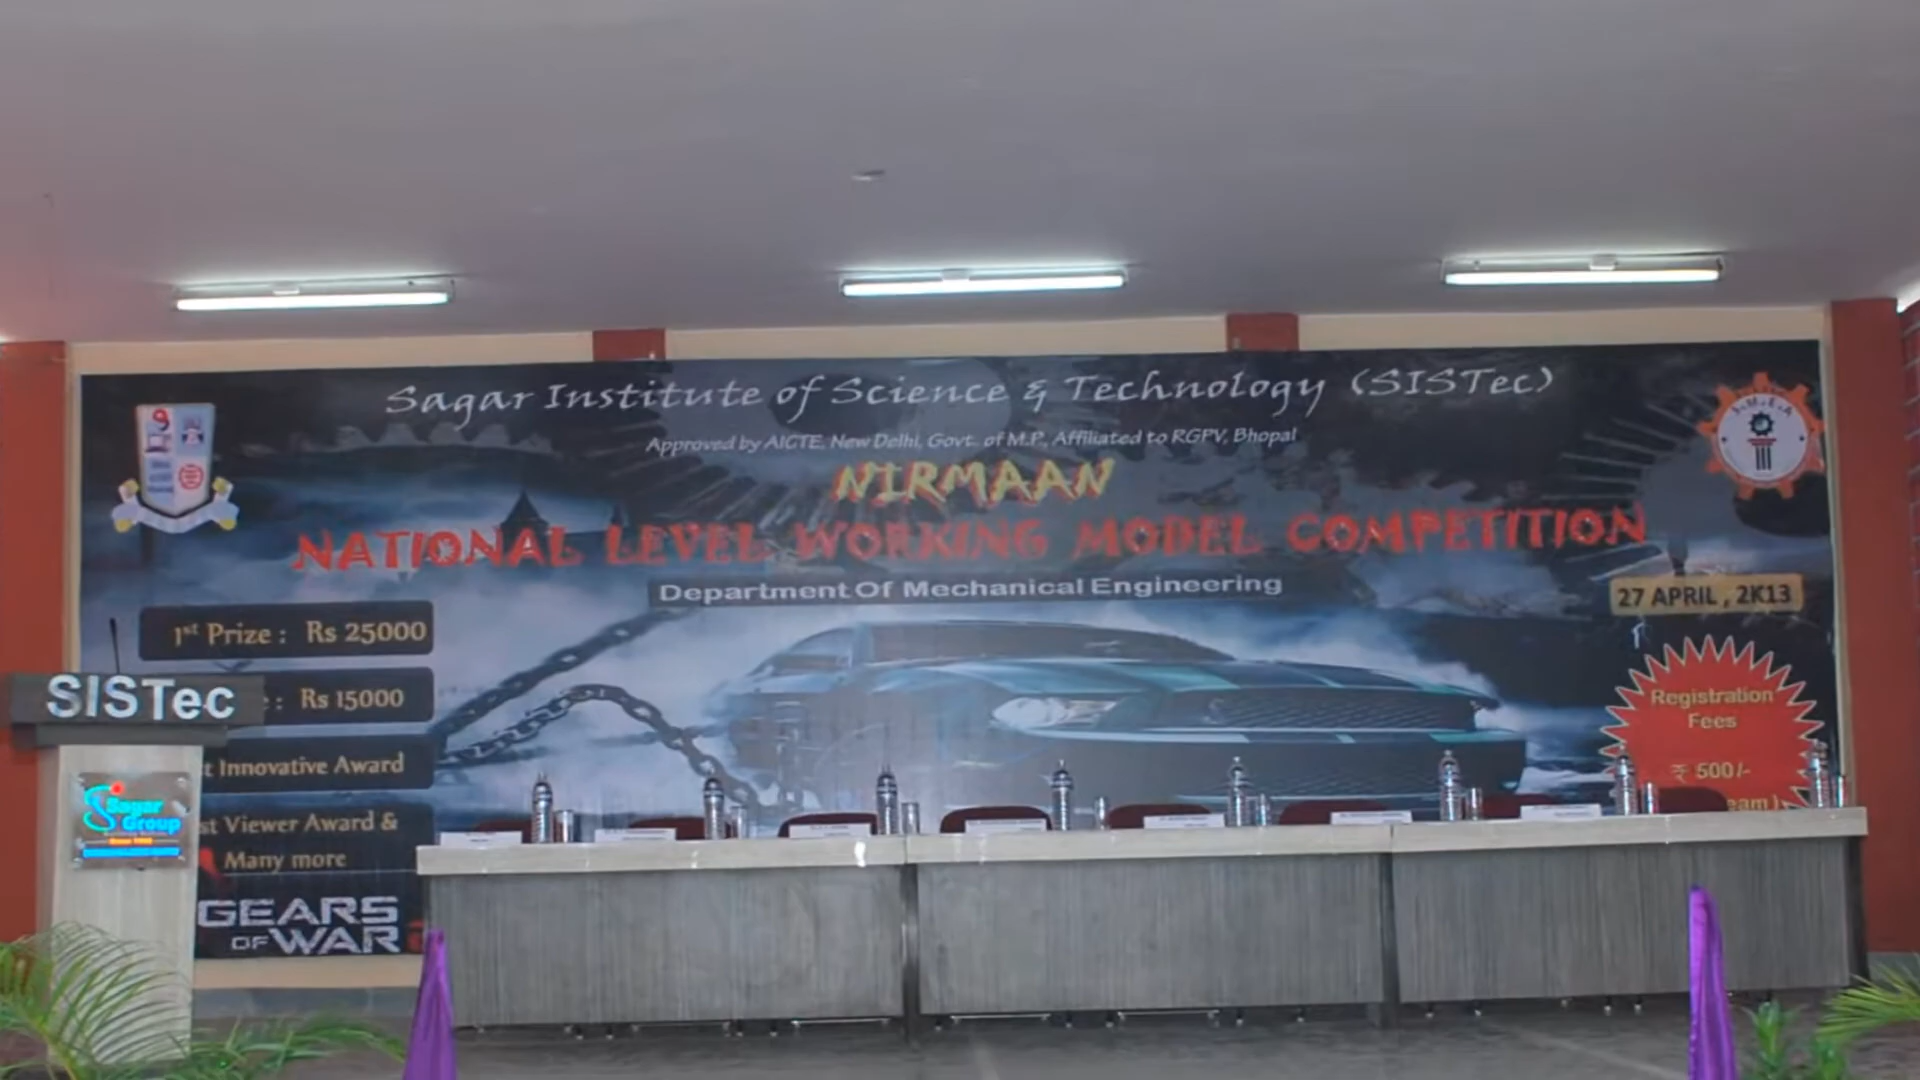 Sagar Institute of Science & Technology (SISTec)
Approved by AICTE, New Delhi, Govt. of M.P., Affiliated to RGPV, Bhopal
NIRMAAN
NATIONAL LEVEL WORKING MODEL COMPETITION
Department Of Mechanical Engineering
27 APRIL, 2K13
1st Prize : Rs 25000
: Rs 15000
Innovative Award
Viewer Award &
Many more
GEARS
OF WAR
Registration
Fees
₹ 500/-
SISTec
Sagar
Group